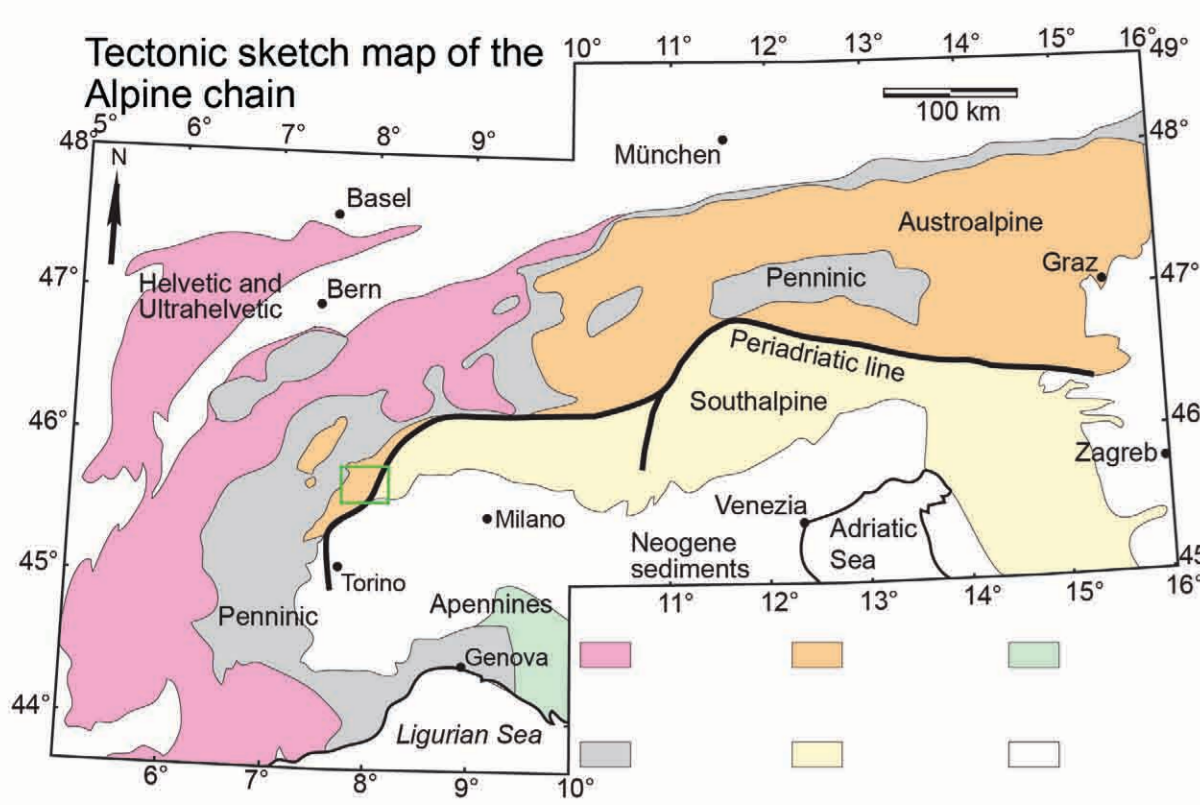 Tectonic sketch map of the
Alpine chain
10° 11° 12° 13° 14° 15° 16°
49°
48° 5° 6° 7° 8° 9°
100 km
48°
N
München
Basel
Austroalpine
47°
Helvetic and
Ultrahelvetic
Bern
Penninic
Graz
47°
Periadriatic line
Southalpine
46°
46
Zagreb
Milano
Venezia
Adriatic
Sea
Neogene
sediments
45°
45
Torino
11° 12° 13° 14° 15° 16°
Apennines
Penninic
Genova
44°
Ligurian Sea
6° 7° 8° 9° 10°